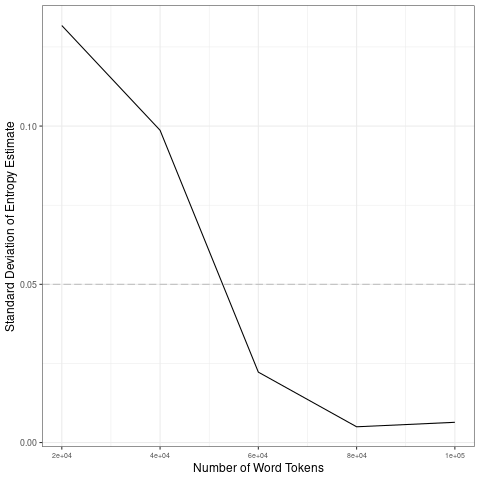 Standard Deviation of Entropy Estimate
0.10
0.05
0.00
2e+04 4e+04 6e+04 8e+04 1e+05
Number of Word Tokens